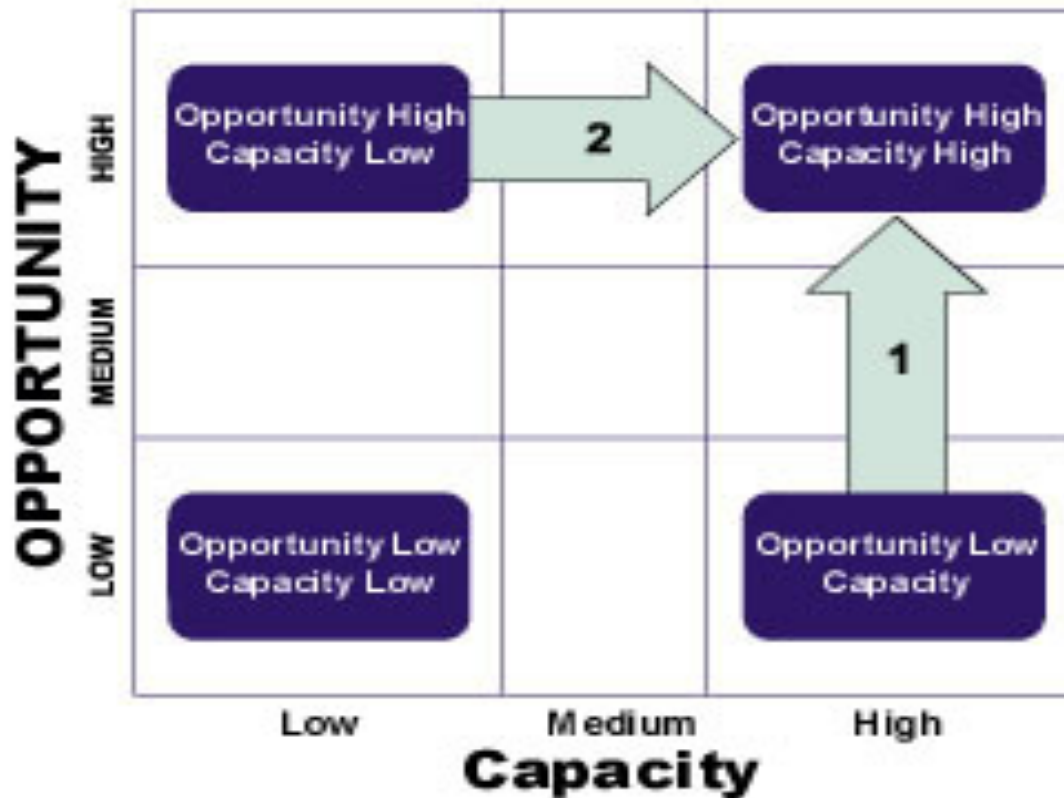 OPPORTUNITY
HIGH
MEDIUM
LOW
Opportunity High
Capacity Low
2
Opportunity High
Capacity High
1
Opportunity Low
Capacity Low
Opportunity Low
Capacity
Low
Medium
High
Capacity